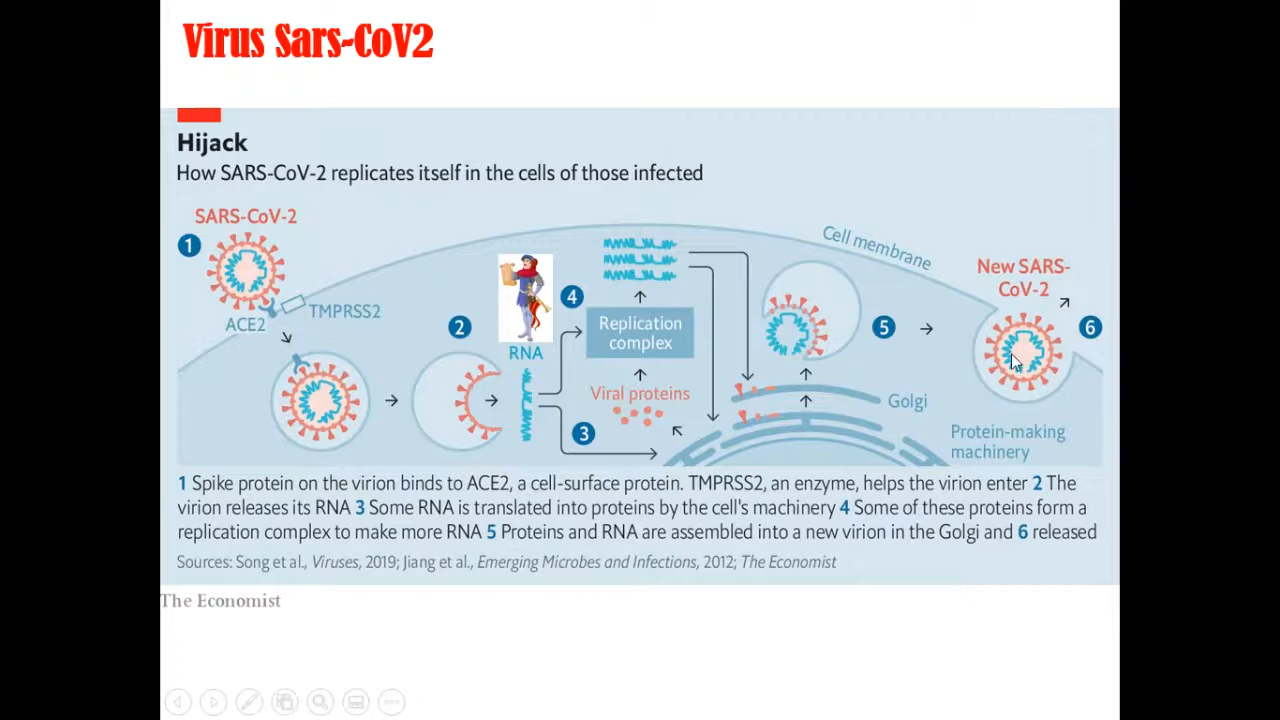 Virus Sars-CoV2
Hijack
How SARS-CoV-2 replicates itself in the cells of those infected
SARS-CoV-2
1
ACE2
TMPRSS2
2
RNA
3
4
Replication
complex
Viral proteins
Cell membrane
5
Golgi
Protein-making
machinery
New SARS-
CoV-2
6
1 Spike protein on the virion binds to ACE2, a cell-surface protein. TMPRSS2, an enzyme, helps the virion enter 2 The
virion releases its RNA 3 Some RNA is translated into proteins by the cell's machinery 4 Some of these proteins form a
replication complex to make more RNA 5 Proteins and RNA are assembled into a new virion in the Golgi and 6 released
Sources: Song et al., Viruses, 2019; Jiang et al., Emerging Microbes and Infections, 2012; The Economist
The Economist